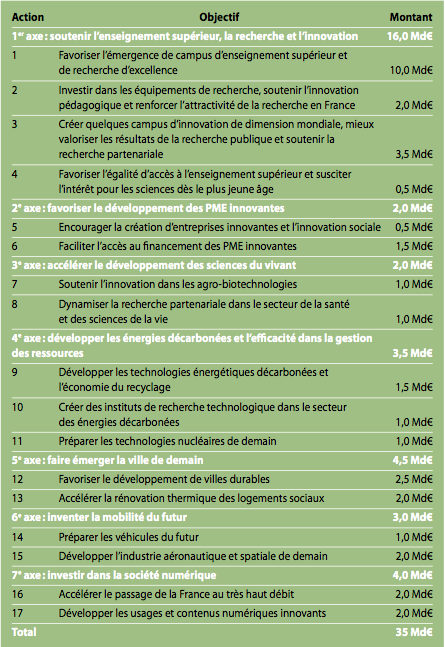 Action Objectif Montant
1er axe : soutenir l’enseignement supérieur, la recherche et l’innovation 16,0 Md€
1 Favoriser l’émergence de campus d’enseignement supérieur et
de recherche d’excellence 10,0 Md€
2 Investir dans les équipements de recherche, soutenir l’innovation
pédagogique et renforcer l’attractivité de la recherche en France 2,0 Md€
3 Créer quelques campus d’innovation de dimension mondiale, mieux
valoriser les résultats de la recherche publique et soutenir la
recherche partenariale 3,5 Md€
4 Favoriser l’égalité d’accès à l’enseignement supérieur et susciter
l’intérêt pour les sciences dès le plus jeune âge 0,5 Md€
2e axe : favoriser le développement des PME innovantes 2,0 Md€
5 Encourager la création d’entreprises innovantes et l’innovation sociale 0,5 Md€
6 Faciliter l’accès au financement des PME innovantes 1,5 Md€
3e axe : accélérer le développement des sciences du vivant 2,0 Md€
7 Soutenir l’innovation dans les agro-biotechnologies 1,0 Md€
8 Dynamiser la recherche partenariale dans le secteur de la santé
et des sciences de la vie 1,0 Md€
4e axe : développer les énergies décarbonées et l’efficacité dans la gestion
des ressources 3,5 Md€
9 Développer les technologies énergétiques décarbonées et
l’économie du recyclage 1,5 Md€
10 Créer des instituts de recherche technologique dans le secteur
des énergies décarbonées 1,0 Md€
11 Préparer les technologies nucléaires de demain 1,0 Md€
5e axe : faire émerger la ville de demain 4,5 Md€
12 Favoriser le développement de villes durables 2,5 Md€
13 Accélérer la rénovation thermique des logements sociaux 2,0 Md€
6e axe : inventer la mobilité du futur 3,0 Md€
14 Préparer les véhicules du futur 1,0 Md€
15 Développer l’industrie aéronautique et spatiale de demain 2,0 Md€
7e axe : investir dans la société numérique 4,0 Md€
16 Accélérer le passage de la France au très haut débit 2,0 Md€
17 Développer les usages et contenus numériques innovants 2,0 Md€
Total 35 Md€